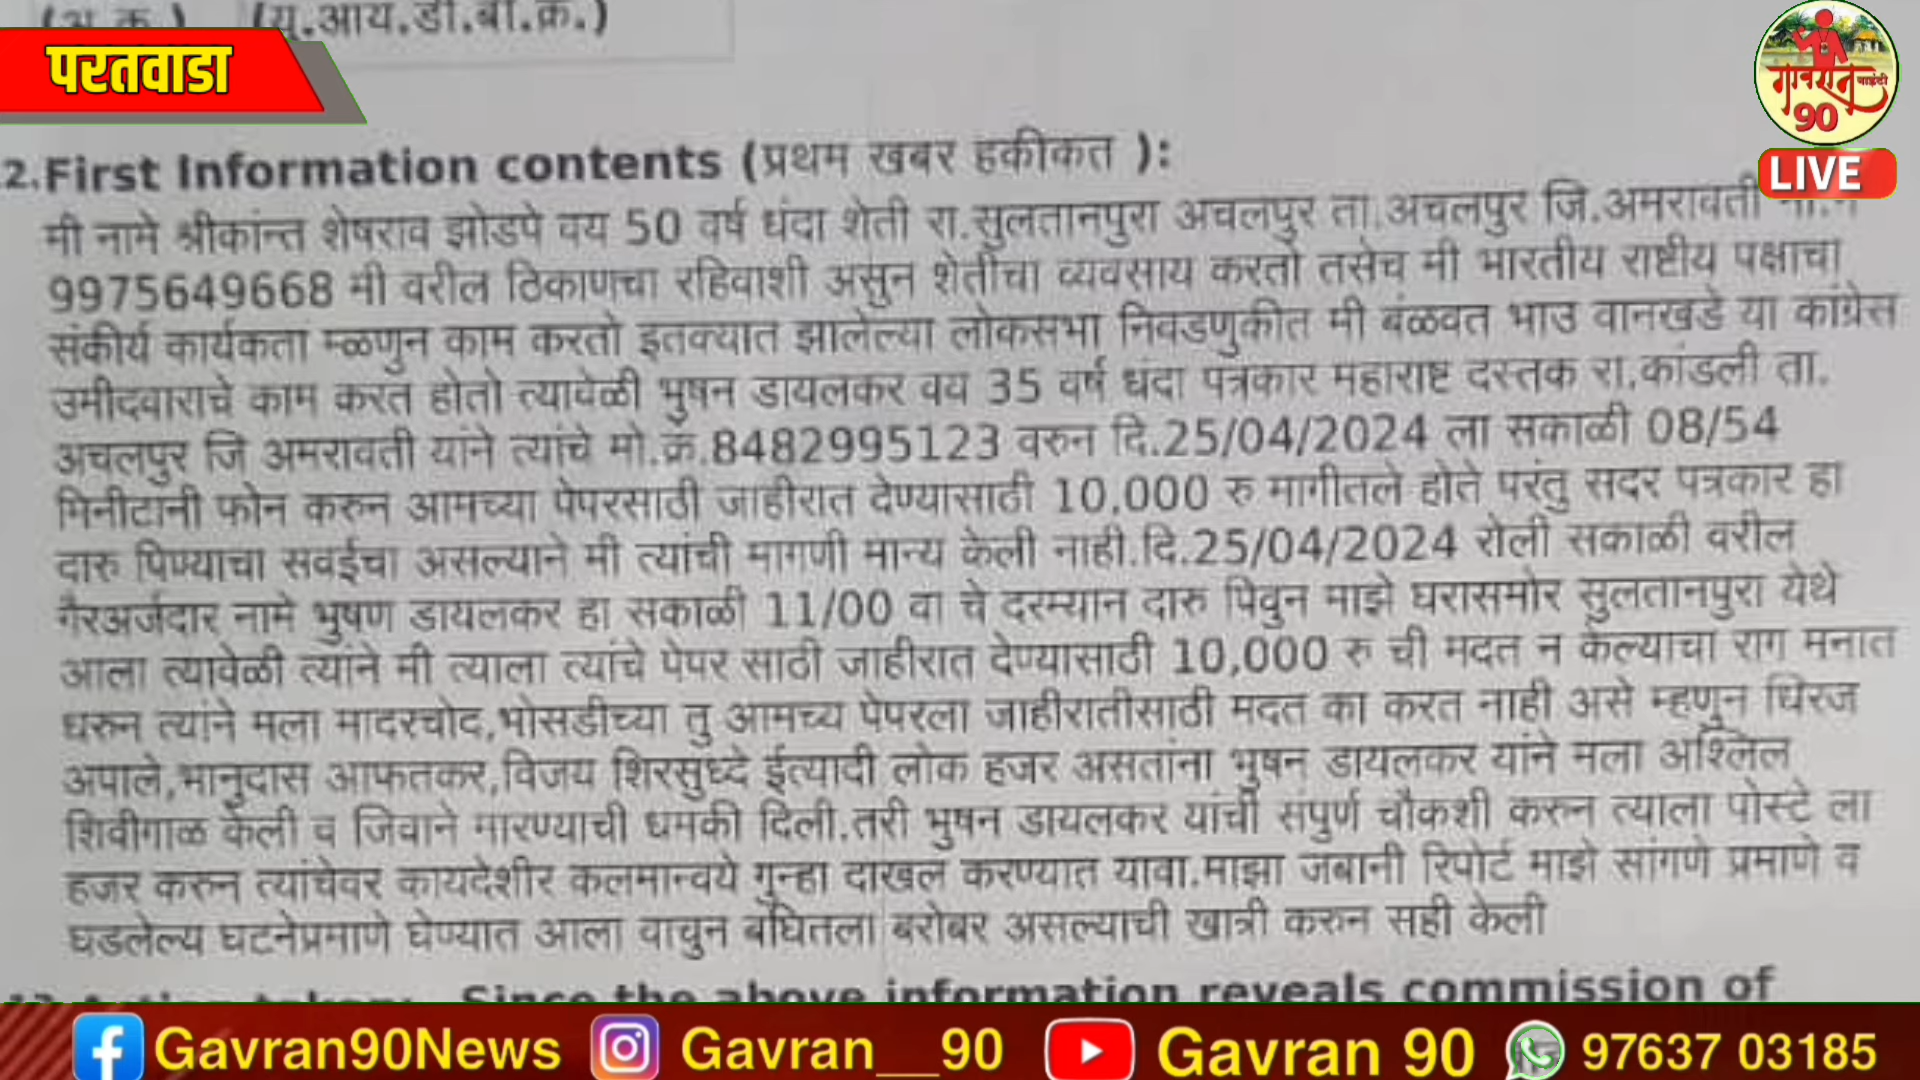 (यु.आय.डी.बी.क्र.)
परतवाडा
गावरान
90
LIVE
2.First Information contents (प्रथम खबर हकीकत ):
मी नामे श्रीकांन्त शेषराव झोडपे वय 50 वर्ष धंदा शेती रा.सुलतानपुरा अचलपुर ता.अचलपुर जि.अमरावती
9975649668 मी वरील ठिकाणचा रहिवाशी असुन शेतीचा व्यवसाय करतो तसेच मी भारतीय राष्टीय पक्षाचा
संकीर्य कार्यकता म्ळणुन काम करतो इतक्यात झालेल्या लोकसभा निवडणुकीत मी बंळवत भाउ वानखडे या कांग्रेस
उमीदवाराचे काम करत होतो त्यावेळी भुषन डायलकर वय 35 वर्ष धंदा पत्रकार महाराष्ट दस्तक रा.कांडली ता.
अचलपुर जि अमरावती यांने त्यांचे मो.क्रं.8482995123 वरुन दि.25/04/2024 ला सकाळी 08/54
मिनीटांनी फोन करुन आमच्या पेपरसाठी जाहीरात देण्यासाठी 10,000 रु मागीतले होते परंतु सदर पत्रकार हा
दारु पिण्याचा सवईचा असल्याने मी त्यांची मागणी मान्य केली नाही.दि.25/04/2024 रोली सकाळी वरील
गैरअर्जदार नामे भुषण डायलकर हा सकाळी 11/00 वा चे दरम्यान दारु पिवुन माझे घरासमोर सुलतानपुरा येथे
आला त्यावेळी त्यांने मी त्याला त्यांचे पेपर साठी जाहीरात देण्यासाठी 10,000 रु ची मदत न केल्याचा राग मनात
धरुन त्यांने मला मादरचोद,भोसडीच्या तु आमच्य पेपरला जाहीरातीसाठी मदत का करत नाही असे म्हणुन धिरज
अपाले,भानुदास आफतकर,विजय शिरसुध्दे ईत्यादी लोक हजर असतांना भुषन डायलकर यांने मला अश्लिल
शिवीगाळ केली व जिवाने मारण्याची धमकी दिली.तरी भुषन डायलकर यांची संपुर्ण चौकशी करुन त्याला पोस्टे ला
हजर करुन त्यांचेवर कायदेशीर कलमान्वये गुन्हा दाखल करण्यात यावा.माझा जबानी रिपोर्ट माझे सांगणे प्रमाणे व
घडलेल्य घटनेप्रमाणे घेण्यात आला वाचुन बघितला बरोबर असल्याची खात्री करुन सही केली
Since the above information reveals commission of
Gavran90News Gavran__90 Gavran 90 97637 03185